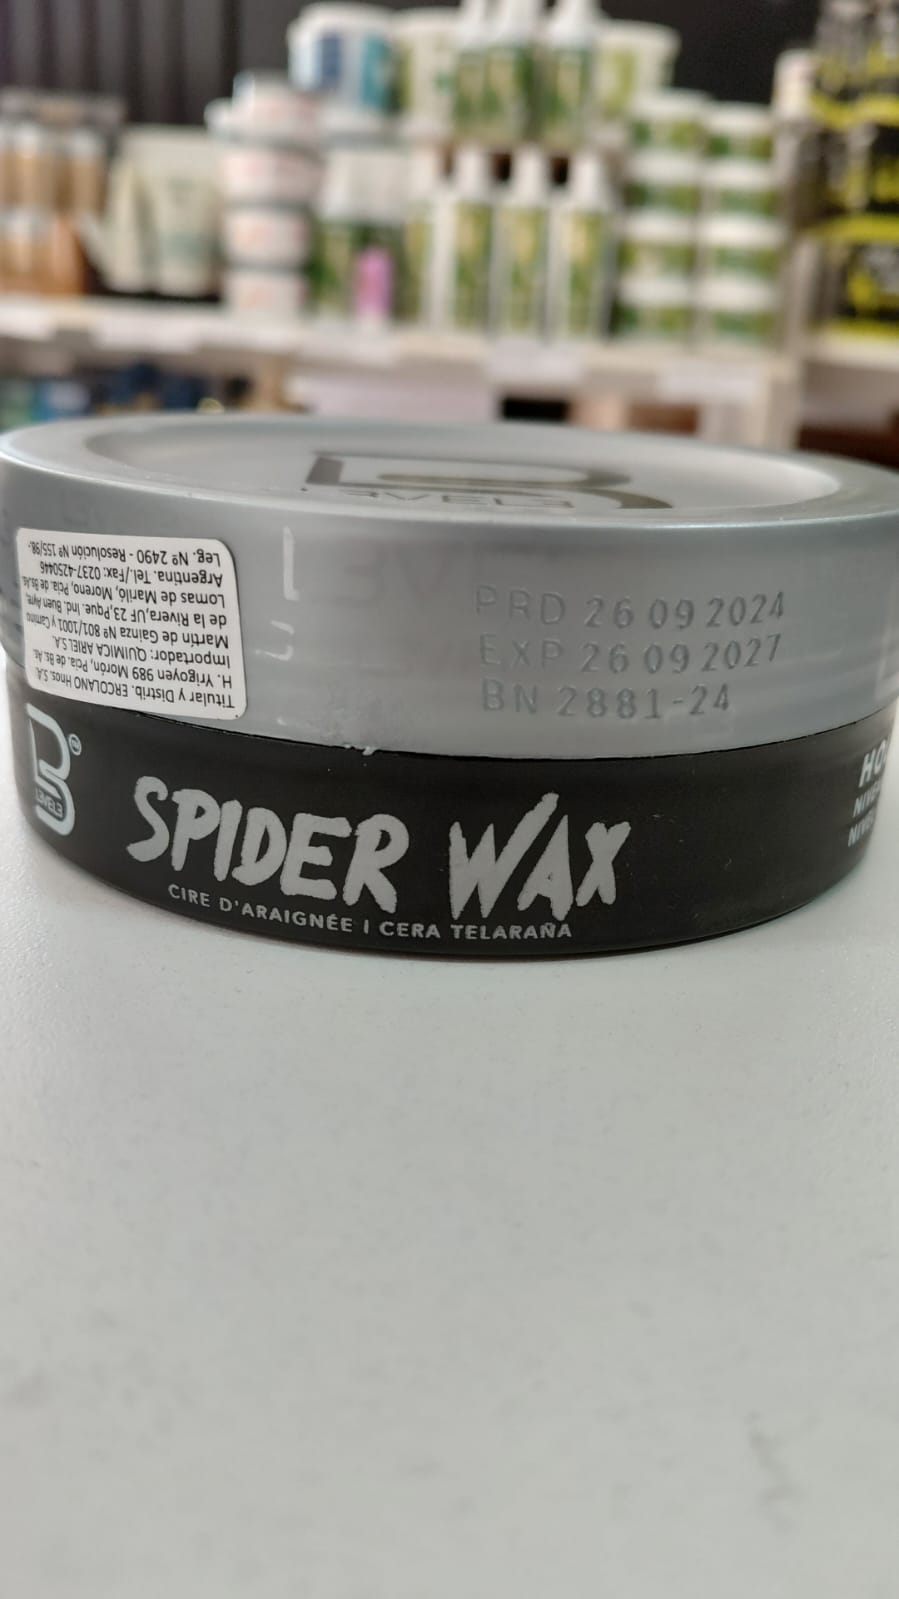 L3VEL3
Titular y Distrib. ERCOLANO Hnos. S.A.
H. Yrigoyen 989 Morón, Pcia. de Bs. As.
Importador: QUIMICA ARIEL S.A.
Martín de Gainza Nº 801/1001 y Camino
de la Rivera, UF 23, Pque. Ind. Buen Ayre,
Lomas de Mariló, Moreno, Pcia. de Bs. As.
Argentina. Tel./Fax: 0237-4250446
Leg. Nº 2490 - Resolución Nº 155/98.-
PRD 26 09 2024
EXP 26 09 2027
BN 2881-24
L3VEL3
SPIDER WAX
CIRE D'ARAIGNÉE | CERA TELARAÑA